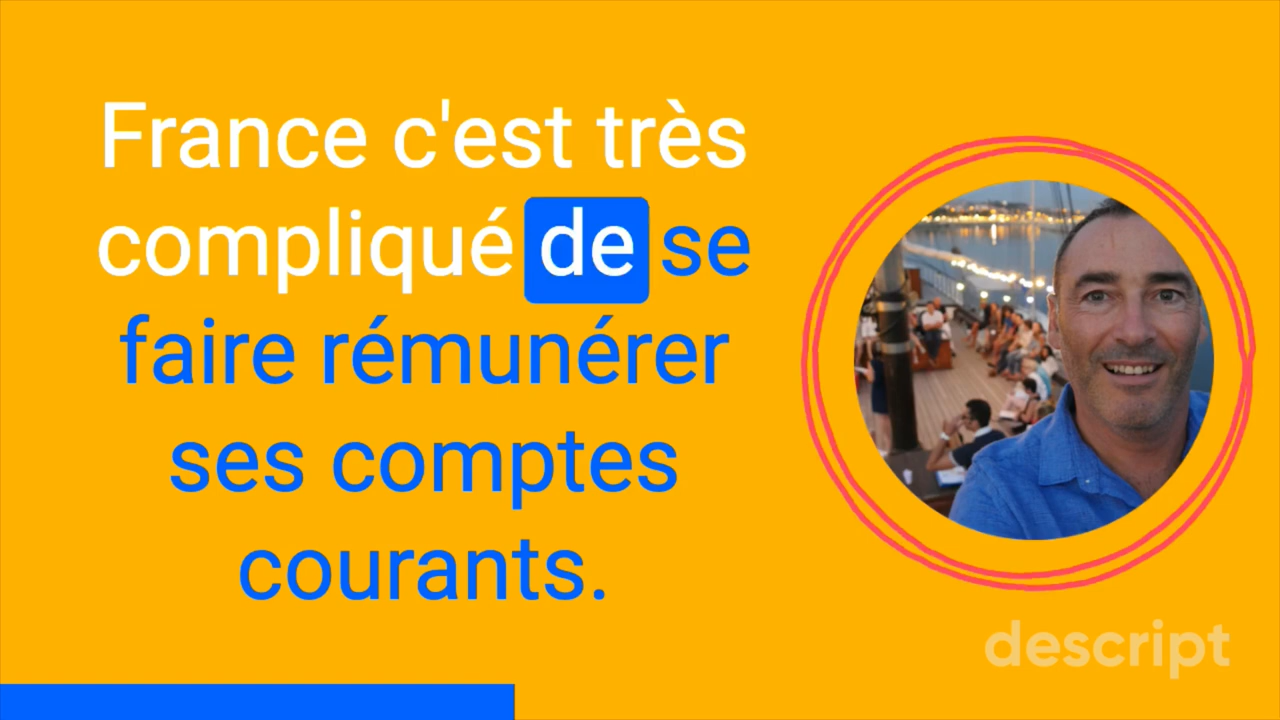 France c'est très
compliqué de se
faire rémunérer
ses comptes
courants.
descript